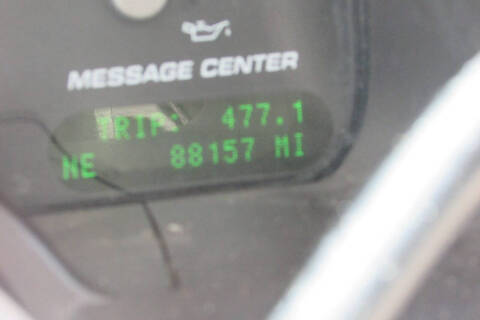 MESSAGE CENTER
TRIP: 477.1
NE 88157 MI